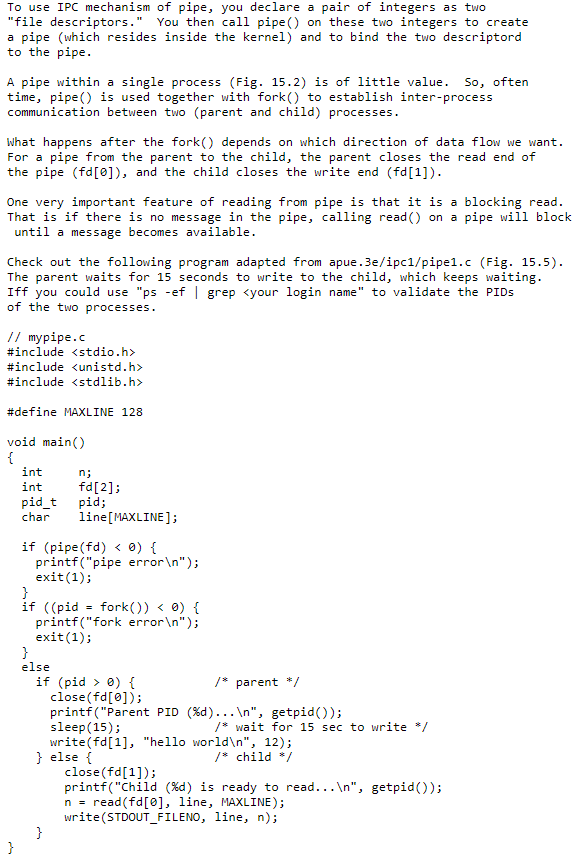 To use IPC mechanism of pipe, you declare a pair of integers as two
"file descriptors."  You then call pipe() on these two integers to create
a pipe (which resides inside the kernel) and to bind the two descriptord
to the pipe.

A pipe within a single process (Fig. 15.2) is of little value.  So, often
time, pipe() is used together with fork() to establish inter-process
communication between two (parent and child) processes.

What happens after the fork() depends on which direction of data flow we want.
For a pipe from the parent to the child, the parent closes the read end of
the pipe (fd[0]), and the child closes the write end (fd[1]).

One very important feature of reading from pipe is that it is a blocking read.
That is if there is no message in the pipe, calling read() on a pipe will block
 until a message becomes available.

Check out the following program adapted from apue.3e/ipc1/pipe1.c (Fig. 15.5).
The parent waits for 15 seconds to write to the child, which keeps waiting.
Iff you could use "ps -ef | grep <your login name" to validate the PIDs
of the two processes.

// mypipe.c
#include <stdio.h>
#include <unistd.h>
#include <stdlib.h>

#define MAXLINE 128

void main()
{
  int     n;
  int     fd[2];
  pid_t   pid;
  char    line[MAXLINE];

  if (pipe(fd) < 0) {
    printf("pipe error\n");
    exit(1);
  }
  if ((pid = fork()) < 0) {
    printf("fork error\n");
    exit(1);
  }
  else
    if (pid > 0) {           /* parent */
      close(fd[0]);
      printf("Parent PID (%d)...\n", getpid());
      sleep(15);             /* wait for 15 sec to write */
      write(fd[1], "hello world\n", 12);
    } else {                 /* child */
        close(fd[1]);
        printf("Child (%d) is ready to read...\n", getpid());
        n = read(fd[0], line, MAXLINE);
        write(STDOUT_FILENO, line, n);
    }
}